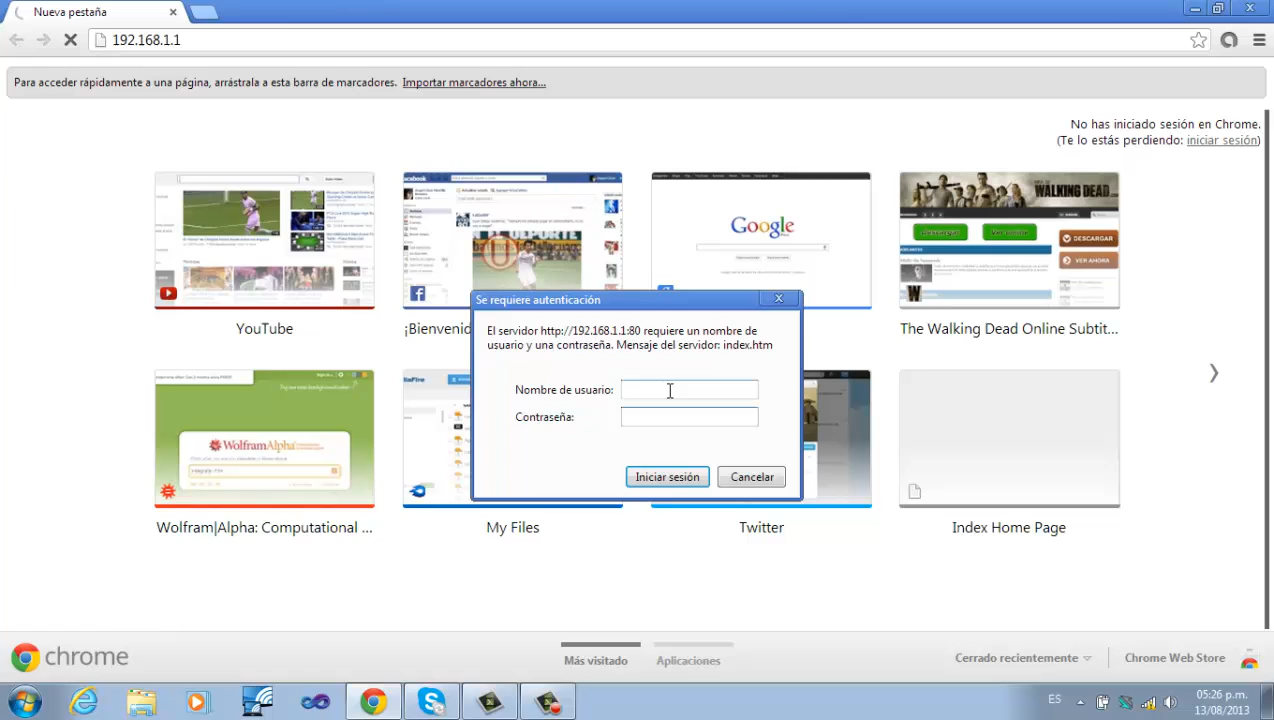 Nueva pestaña
192.168.1.1
Para acceder rápidamente a una página, arrástrala a esta barra de marcadores. Importar marcadores ahora...
No has iniciado sesión en Chrome.
(Te lo estás perdiendo: iniciar sesión)
facebook
Google
WALKING DEAD
DESCARGAR
VER AHORA
YouTube
¡Bienvenid
The Walking Dead Online Subtit...
Se requiere autenticación
El servidor http://192.168.1.1:80 requiere un nombre de
usuario y una contraseña. Mensaje del servidor: index.htm
Nombre de usuario:
Contraseña:
Iniciar sesión
Cancelar
WolframAlpha
Wolfram|Alpha: Computational ...
My Files
Twitter
Index Home Page
chrome
Más visitado
Aplicaciones
Cerrado recientemente
Chrome Web Store
ES
05:26 p.m.
13/08/2013